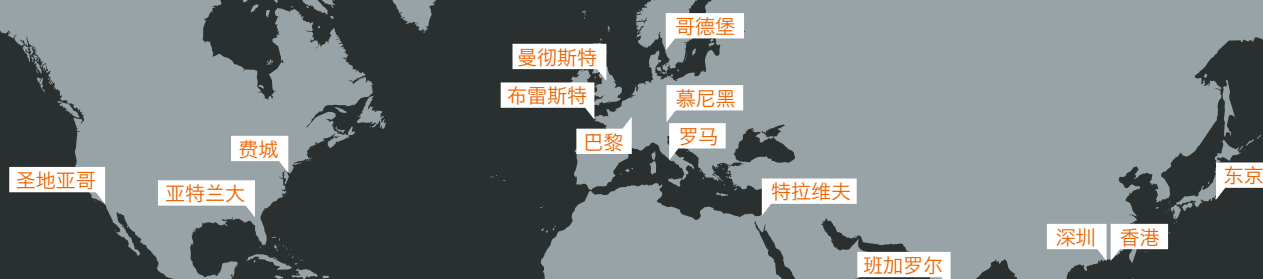 哥德堡
曼彻斯特
布雷斯特
慕尼黑
巴黎
罗马
费城
圣地亚哥
亚特兰大
特拉维夫
东京
深圳
香港
班加罗尔